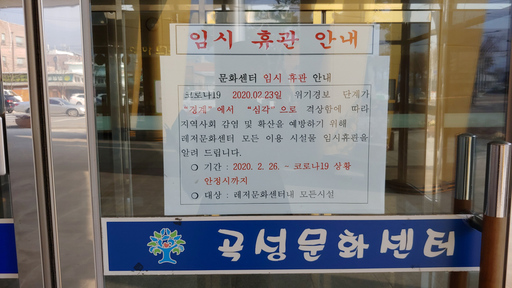 임시 휴관 안내
문화센터 임시 휴관 안내
코로나19 2020.02.23일 위기경보 단계가
"경계"에서 "심각"으로 격상함에 따라
지역사회 감염 및 확산을 예방하기 위해
레저문화센터 모든 이용 시설물 임시휴관을
알려 드립니다.
○ 기간 : 2020. 2. 26. - 코로나19 상황
안정시까지
○ 대상 : 레저문화센터내 모든시설
곡성문화센터